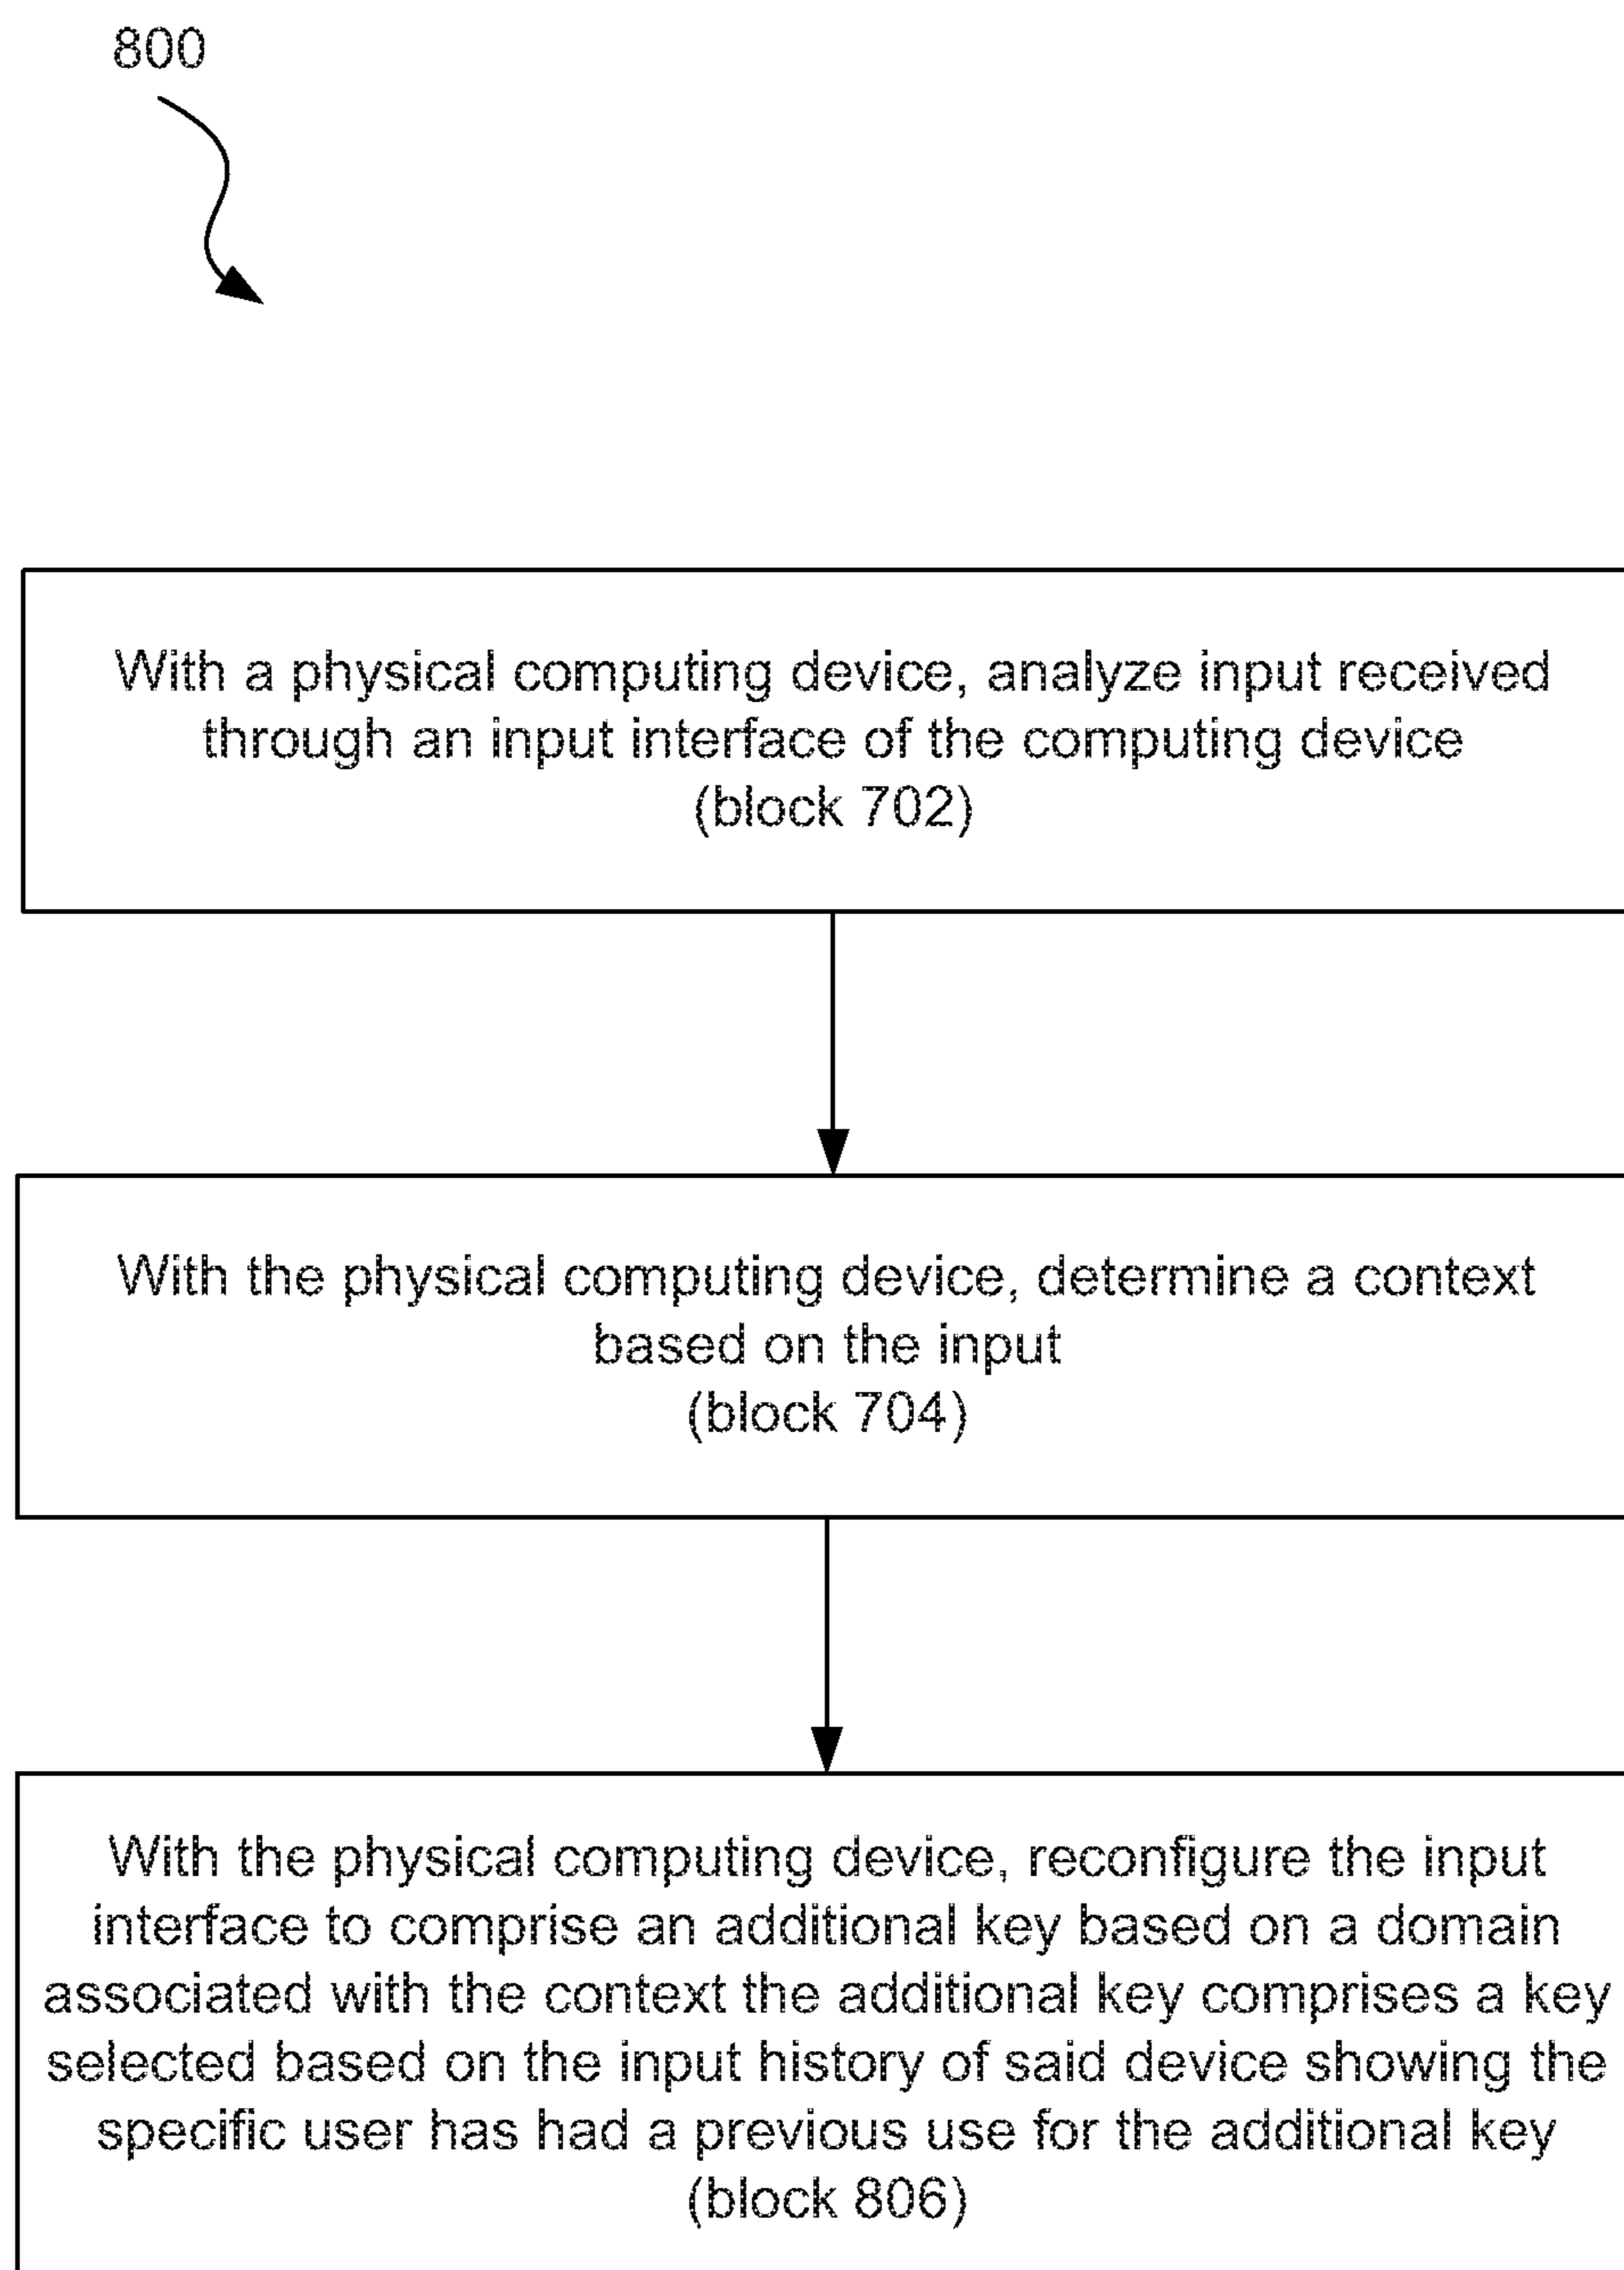 800
With a physical computing device, analyze input received
through an input interface of the computing device
(block 702)
With the physical computing device, determine a context
based on the input
(block 704)
With the physical computing device, reconfigure the input
interface to comprise an additional key based on a domain
associated with the context the additional key comprises a key
selected based on the input history of said device showing the
specific user has had a previous use for the additional key
(block 806)